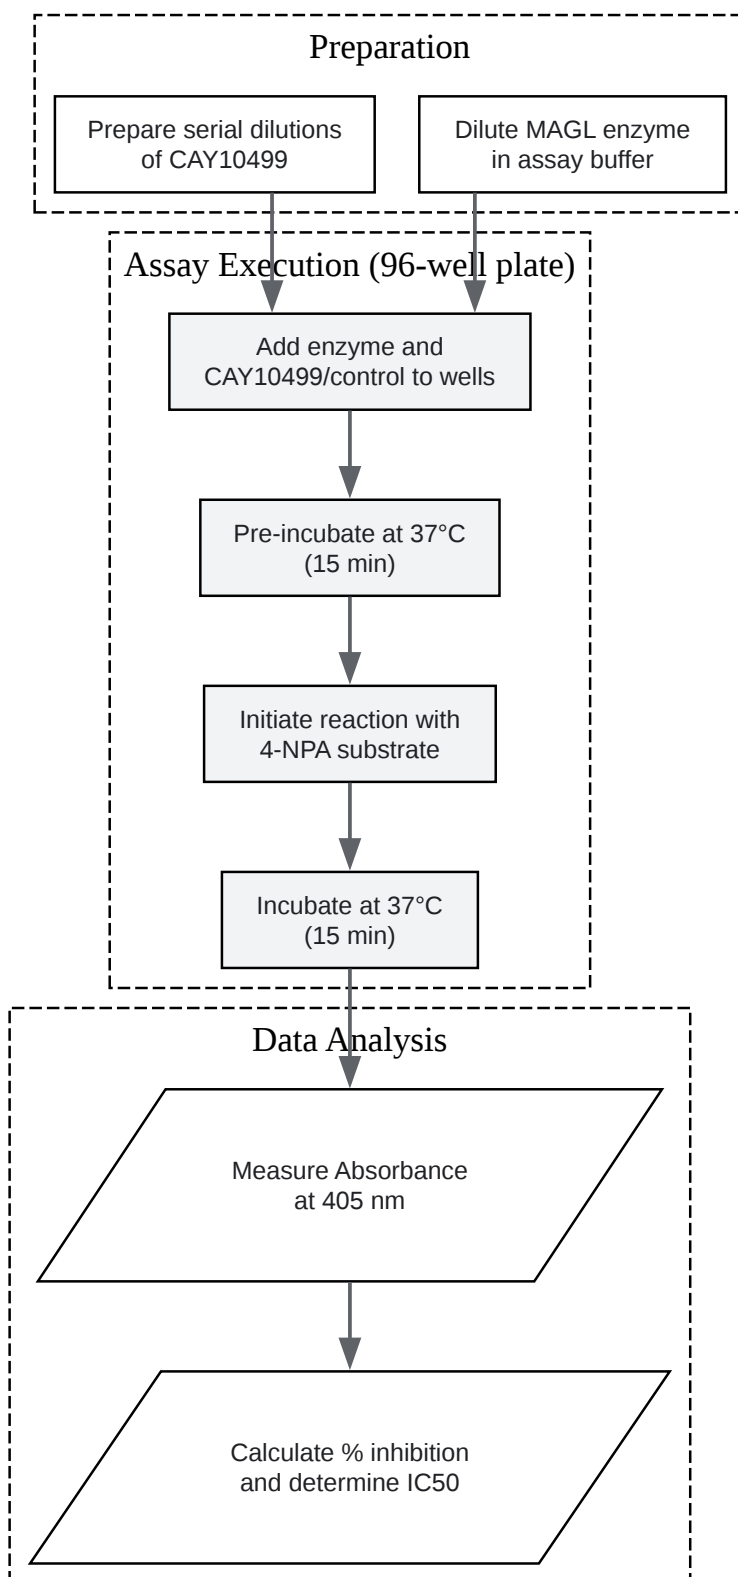 Preparation
Prepare serial dilutions
of CAY10499
Dilute MAGL enzyme
in assay buffer
Assay Execution (96-well plate)
Add enzyme and
CAY10499/control to wells
Pre-incubate at 37°C
(15 min)
Initiate reaction with
4-NPA substrate
Incubate at 37°C
(15 min)
Data Analysis
Measure Absorbance
at 405 nm
Calculate % inhibition
and determine IC50